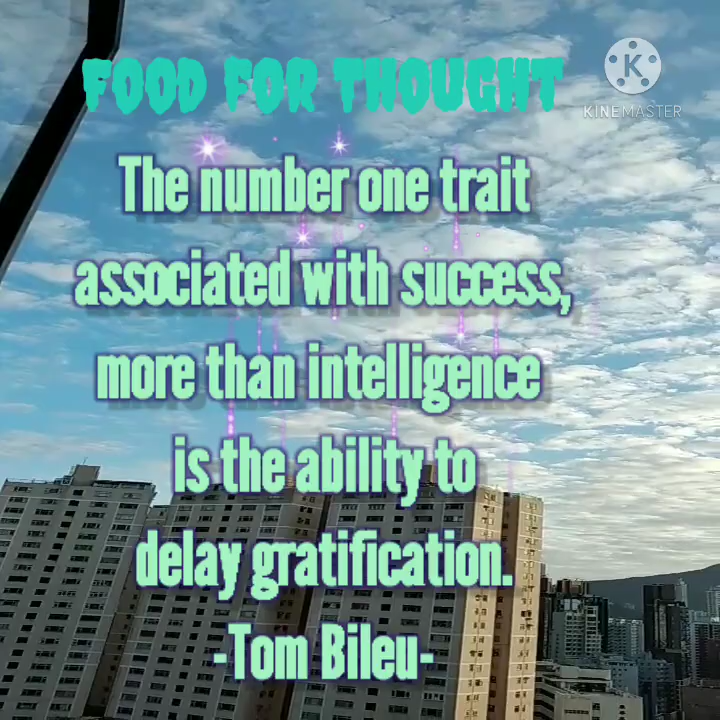 FOOD FOR THOUGHT
KINEMASTER
The number one trait
associated with success,
more than intelligence
is the ability to
delay gratification.
-Tom Bileu-